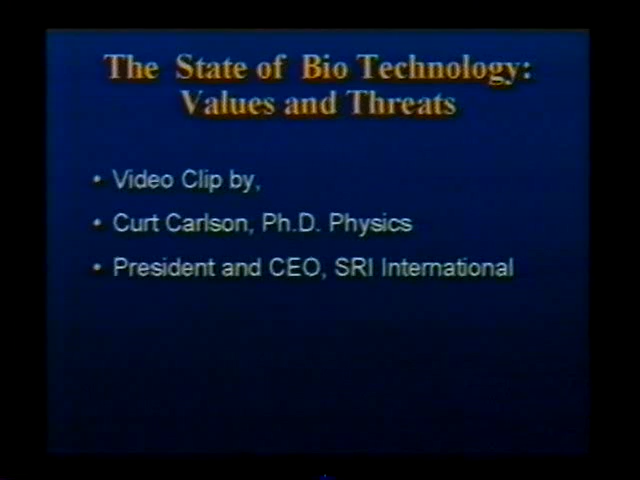 The State of Bio Technology:
Values and Threats
• Video Clip by,
• Curt Carlson, Ph.D. Physics
• President and CEO, SRI International